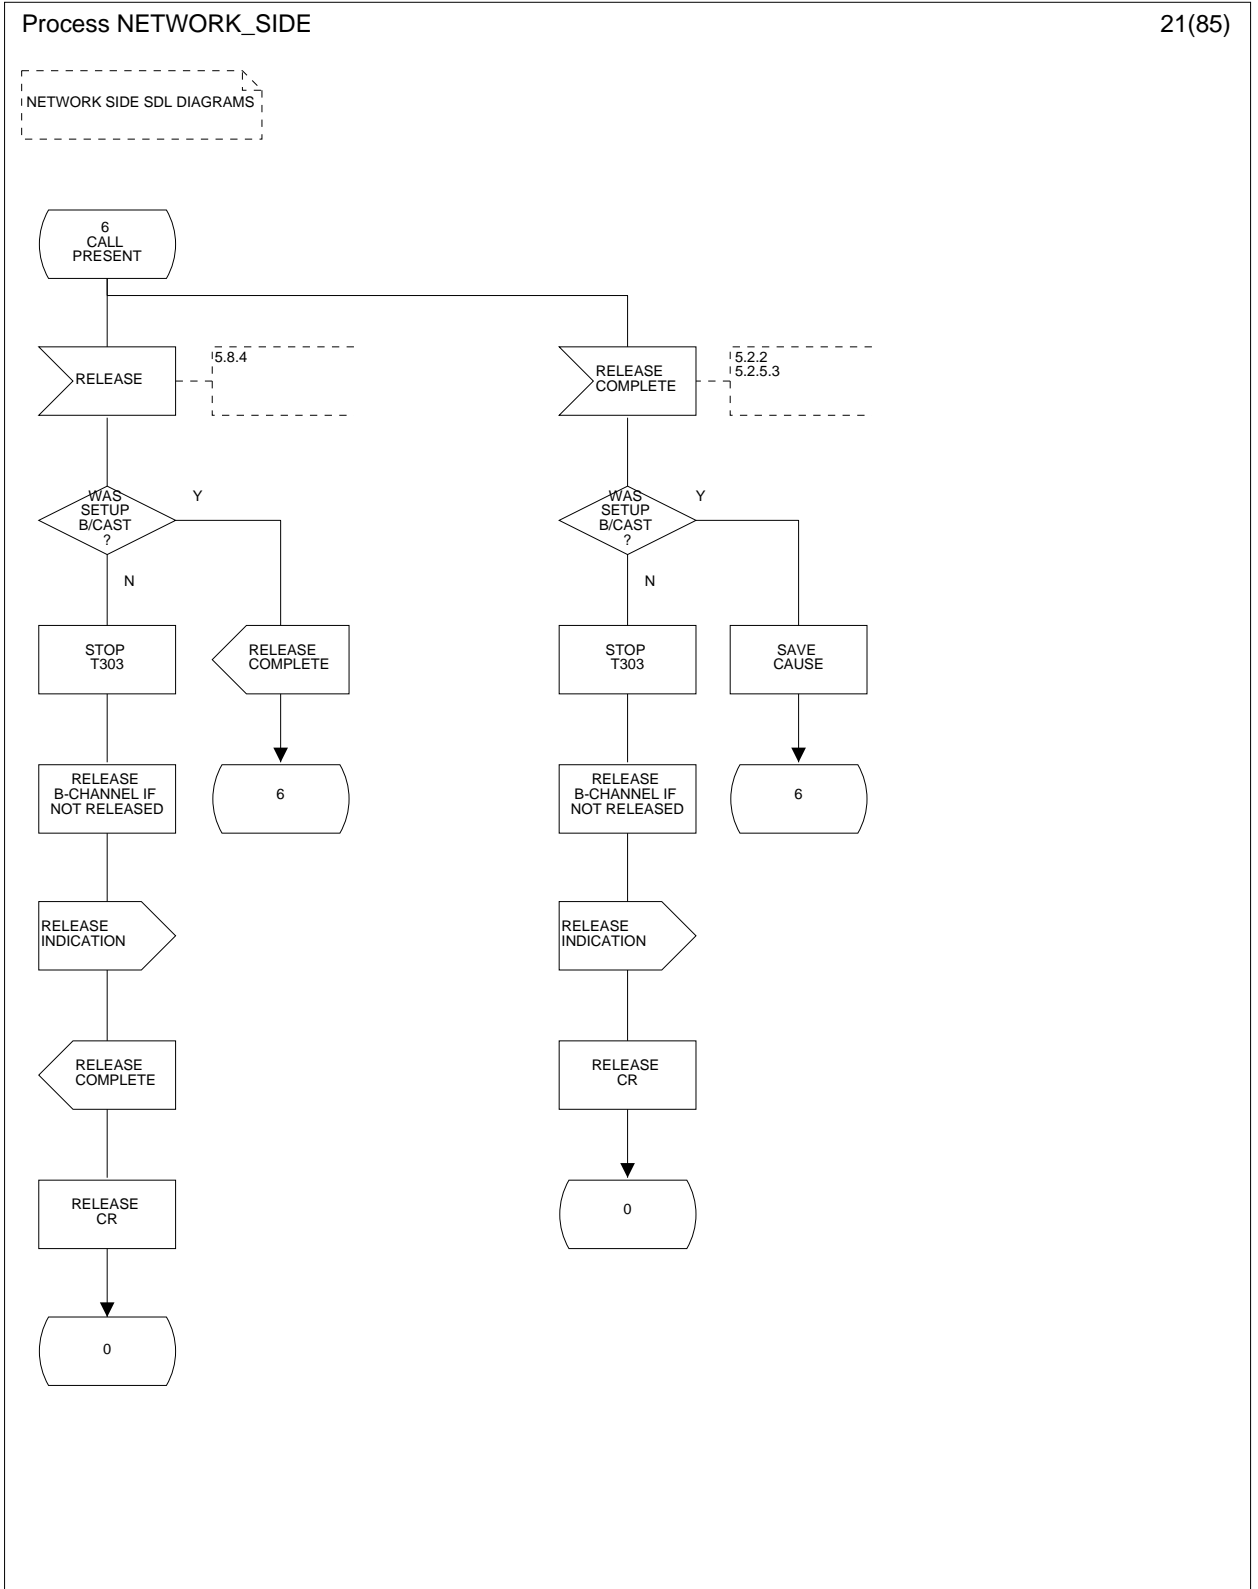 Process NETWORK_SIDE
21(85)
NETWORK SIDE SDL DIAGRAMS
6
CALL
PRESENT
RELEASE
5.8.4
RELEASE
COMPLETE
5.2.2
5.2.5.3
WAS
SETUP
B/CAST
?
Y
N
WAS
SETUP
B/CAST
?
Y
N
STOP
T303
RELEASE
COMPLETE
STOP
T303
SAVE
CAUSE
RELEASE
B-CHANNEL IF
NOT RELEASED
6
RELEASE
B-CHANNEL IF
NOT RELEASED
6
RELEASE
INDICATION
RELEASE
INDICATION
RELEASE
COMPLETE
RELEASE
CR
RELEASE
CR
0
0